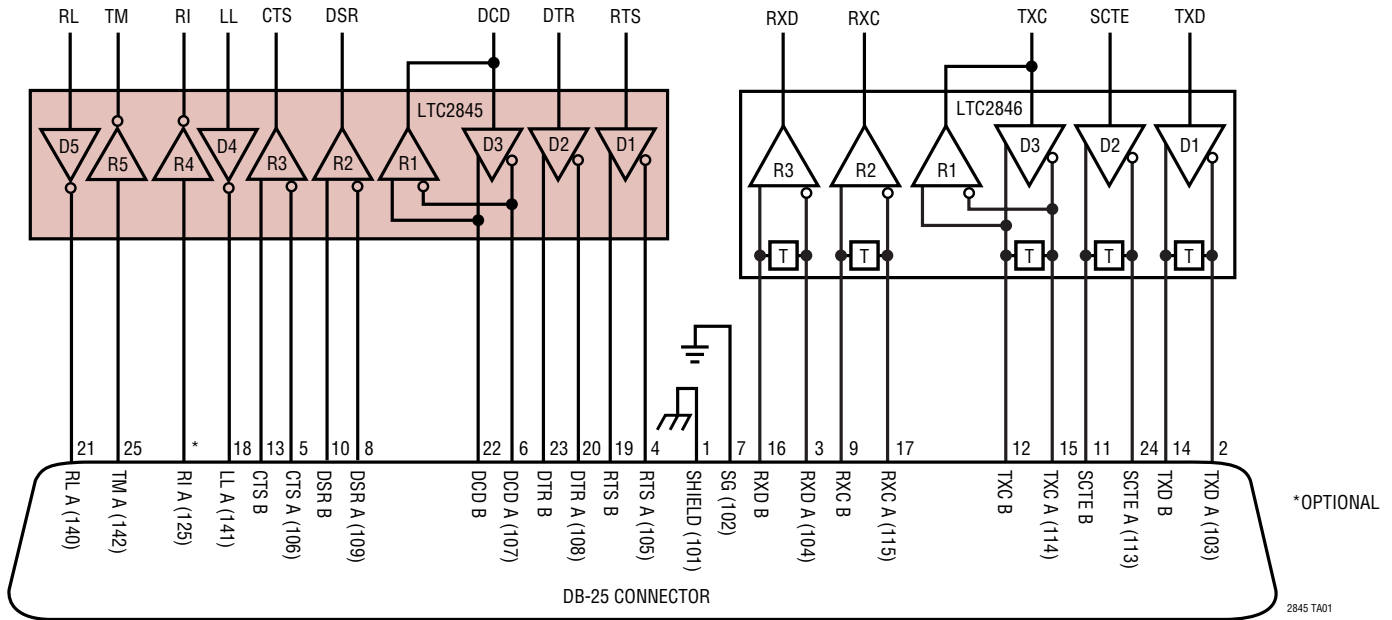 RL TM RI LL CTS DSR DCD DTR RTS RXD RXC TXC SCTE TXD
LTC2845 LTC2846
D5 R5 R4 D4 R3 R2 R1 D3 D2 D1 R3 R2 R1 D3 D2 D1
T T T T T
21 25 * 18 13 5 10 8 22 6 23 20 19 4 1 7 16 3 9 17 12 15 11 24 14 2
RL A (140)
TM A (142)
RI A (125)
LL A (141)
CTS B
CTS A (106)
DSR B
DSR A (109)
DCD B
DCD A (107)
DTR B
DTR A (108)
RTS B
RTS A (105)
SHIELD (101)
SG (102)
RXD B
RXD A (104)
RXC B
RXC A (115)
TXC B
TXC A (114)
SCTE B
SCTE A (113)
TXD B
TXD A (103)
*OPTIONAL
DB-25 CONNECTOR
2845 TA01